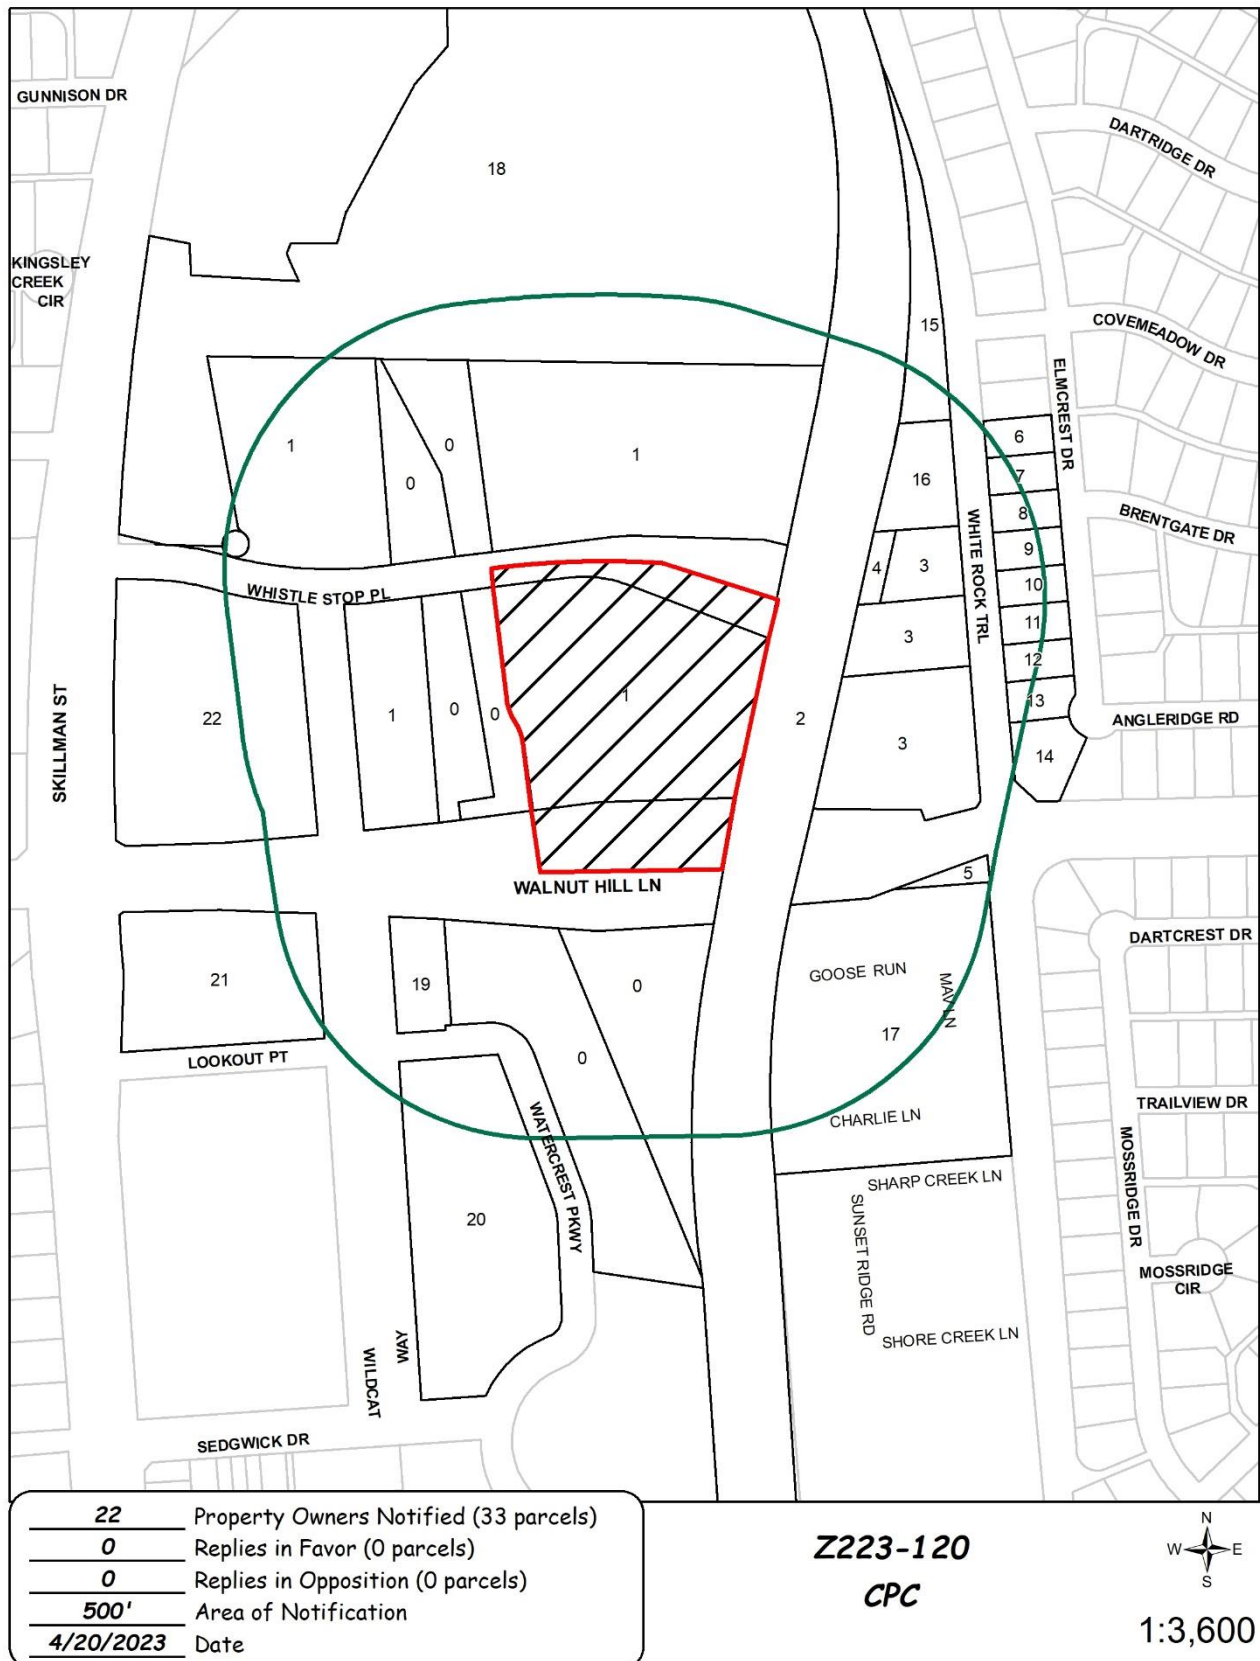 GUNNISON DR
DARTRIDGE DR
18
KINGSLEY
CREEK
CIR
15
COVEMEADOW DR
ELMCREST DR
1
0
0
1
6
16
7
8
BRENTGATE DR
WHITE ROCK TRL
9
4
3
10
WHISTLE STOP PL
11
3
12
1
13
0
0
1
22
2
ANGLERIDGE RD
3
14
SKILLMAN ST
5
WALNUT HILL LN
DARTCREST DR
GOOSE RUN
21
19
0
MAV LN
17
0
LOOKOUT PT
TRAILVIEW DR
CHARLIE LN
WATERCREST PKWY
MOSSRIDGE DR
SHARP CREEK LN
20
SUNSET RIDGE RD
MOSSRIDGE
CIR
SHORE CREEK LN
WILDCAT
WAY
SEDGWICK DR
22 Property Owners Notified (33 parcels)
0 Replies in Favor (0 parcels)
0 Replies in Opposition (0 parcels)
500' Area of Notification
4/20/2023 Date
Z223-120
CPC
N
W E
S
1:3,600